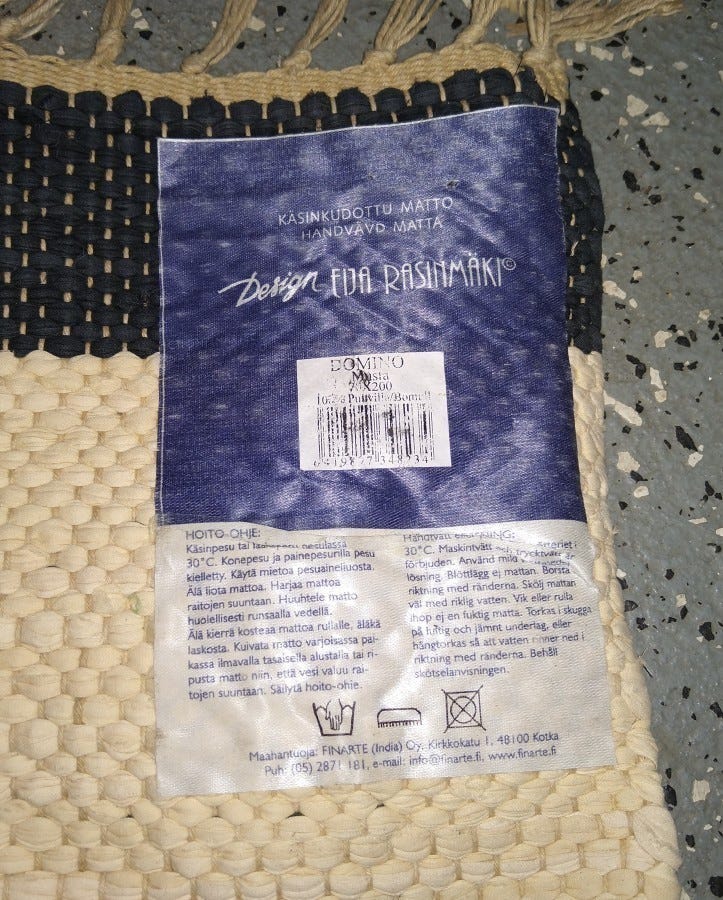 KÄSINKUDOTTU MATTO
HANDVÄVD MATTA
Design EIJA RASINMÄKI©
DOMINO
Musta
X200
Puuvilla/Bomull
HOITO-OHJE:
Käsinpesu tai pesulassa
30°C. Konepesu ja painepesurilla pesu
kielletty. Käytä mietoa pesuaineliuosta.
Älä liota mattoa. Harjaa mattoa
raitojen suuntaan. Huuhtele matto
huolellisesti runsaalla vedellä.
Älä kierrä kosteaa mattoa rullalle, äläkä
laskosta. Kuivata matto varjoisassa pai-
kassa ilmavalla tasaisella alustalla tai ri-
pusta matto niin, että vesi valuu rai-
tojen suuntaan. Säilytä hoito-ohje.
30°C. Maskintvätt och tryckivätt är
förbjuden. Använd mild
lösning. Blötlägg ej mattan. Borsta
riktning med ränderna. Skölj mattan
väl med riklig vatten. Vik eller rulla
ihop ej en fuktig matta. Torkas i skugga
på luftig och jämnt underlag, eller
hängtorkas så att vatten rinner ned i
riktning med ränderna. Behåll
skötselanvisningen.
Maahantuoja: FINARTE (India) Oy, Kirkkokatu 1, 48100 Kotka
Puh: (05) 2871 181, e-mail: info@finarte.fi, www.finarte.fi